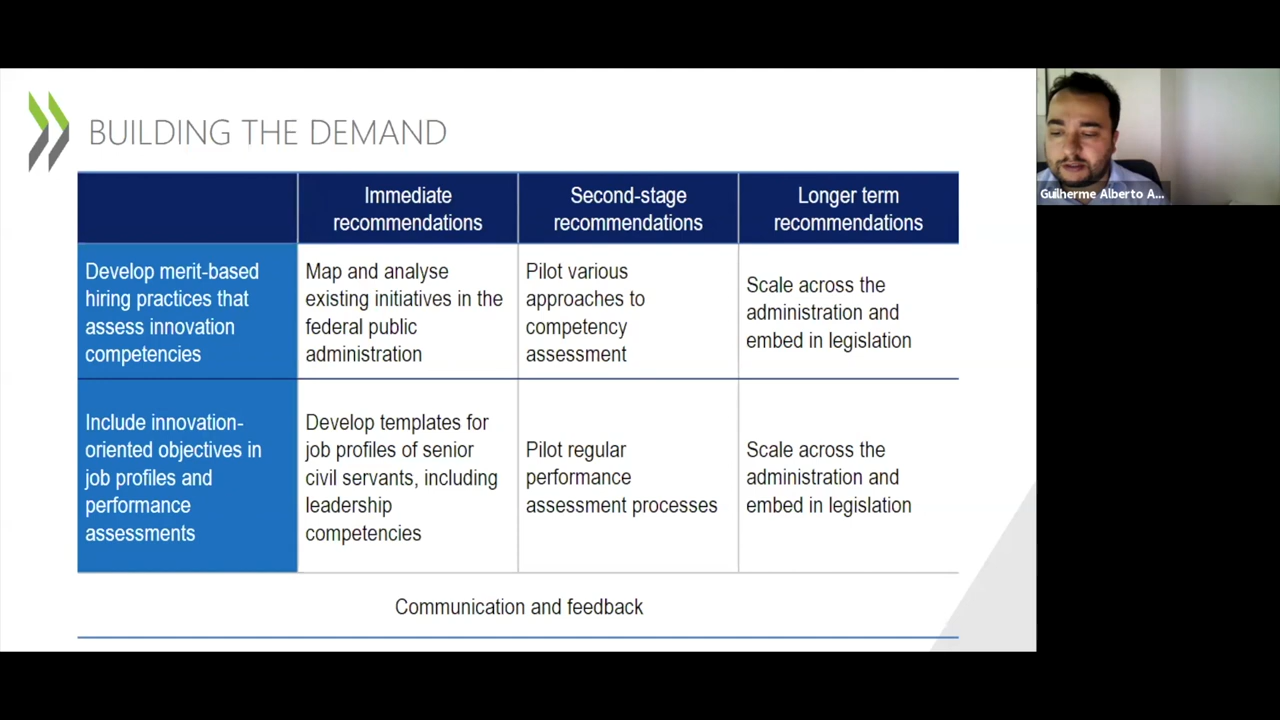 BUILDING THE DEMAND
Immediate
recommendations
Second-stage
recommendations
Longer term
recommendations
Develop merit-based
hiring practices that
assess innovation
competencies
Map and analyse
existing initiatives in the
federal public
administration
Pilot various
approaches to
competency
assessment
Scale across the
administration and
embed in legislation
Include innovation-
oriented objectives in
job profiles and
performance
assessments
Develop templates for
job profiles of senior
civil servants, including
leadership
competencies
Pilot regular
performance
assessment processes
Scale across the
administration and
embed in legislation
Communication and feedback
Guilherme Alberto A...